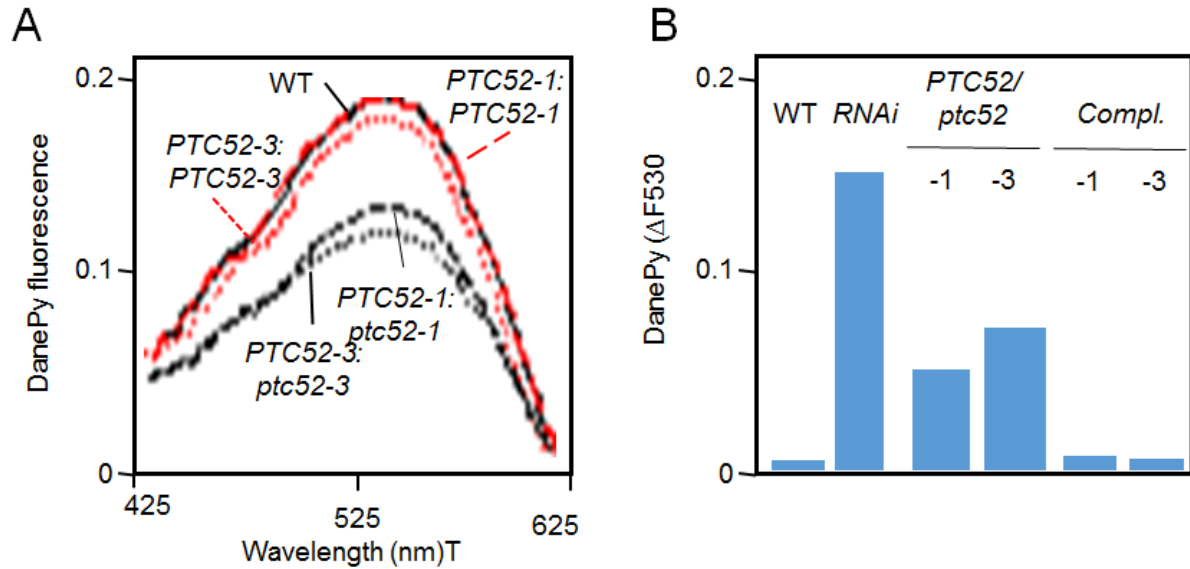 A
DanePy fluorescence
0.2
0.1
0
425
525
625
Wavelength (nm)T
WT
PTC52-1:
PTC52-1
PTC52-3:
PTC52-3
PTC52-1:
ptc52-1
PTC52-3:
ptc52-3
B
DanePy (ΔF530
0.2
0.1
0
WT
RNAi
PTC52/
ptc52
-1 -3
Compl.
-1 -3